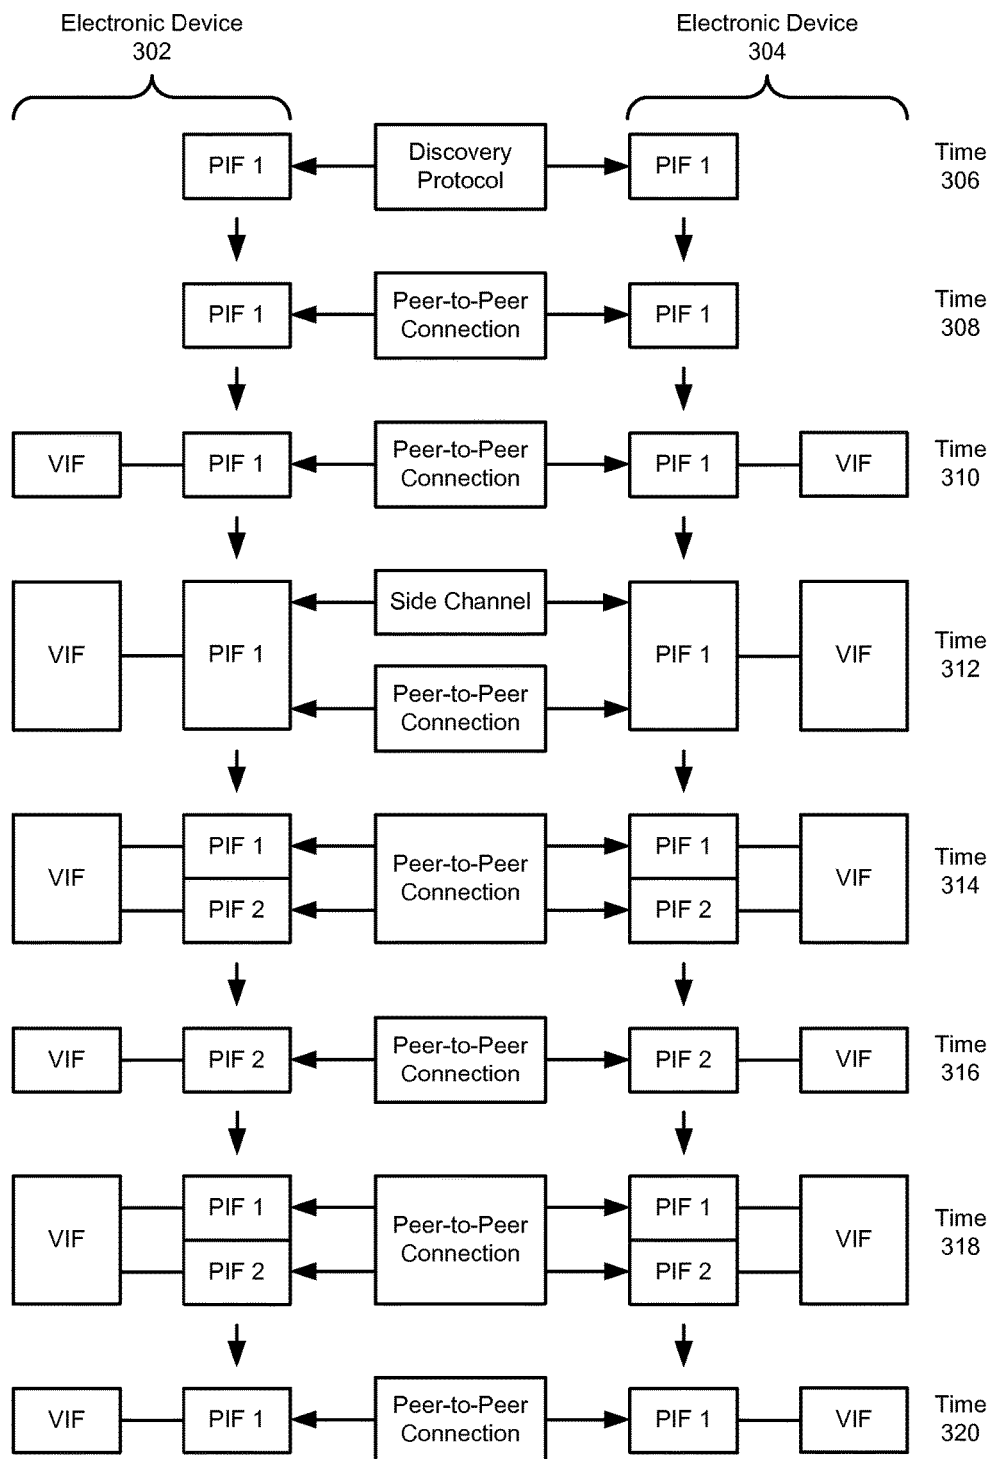 Electronic Device
302
Electronic Device
304
PIF 1
Discovery
Protocol
PIF 1
Time
306
PIF 1
Peer-to-Peer
Connection
PIF 1
Time
308
VIF
PIF 1
Peer-to-Peer
Connection
PIF 1
VIF
Time
310
VIF
PIF 1
Side Channel
Peer-to-Peer
Connection
PIF 1
VIF
Time
312
VIF
PIF 1
PIF 2
Peer-to-Peer
Connection
PIF 1
PIF 2
VIF
Time
314
VIF
PIF 2
Peer-to-Peer
Connection
PIF 2
VIF
Time
316
VIF
PIF 1
PIF 2
Peer-to-Peer
Connection
PIF 1
PIF 2
VIF
Time
318
VIF
PIF 1
Peer-to-Peer
Connection
PIF 1
VIF
Time
320